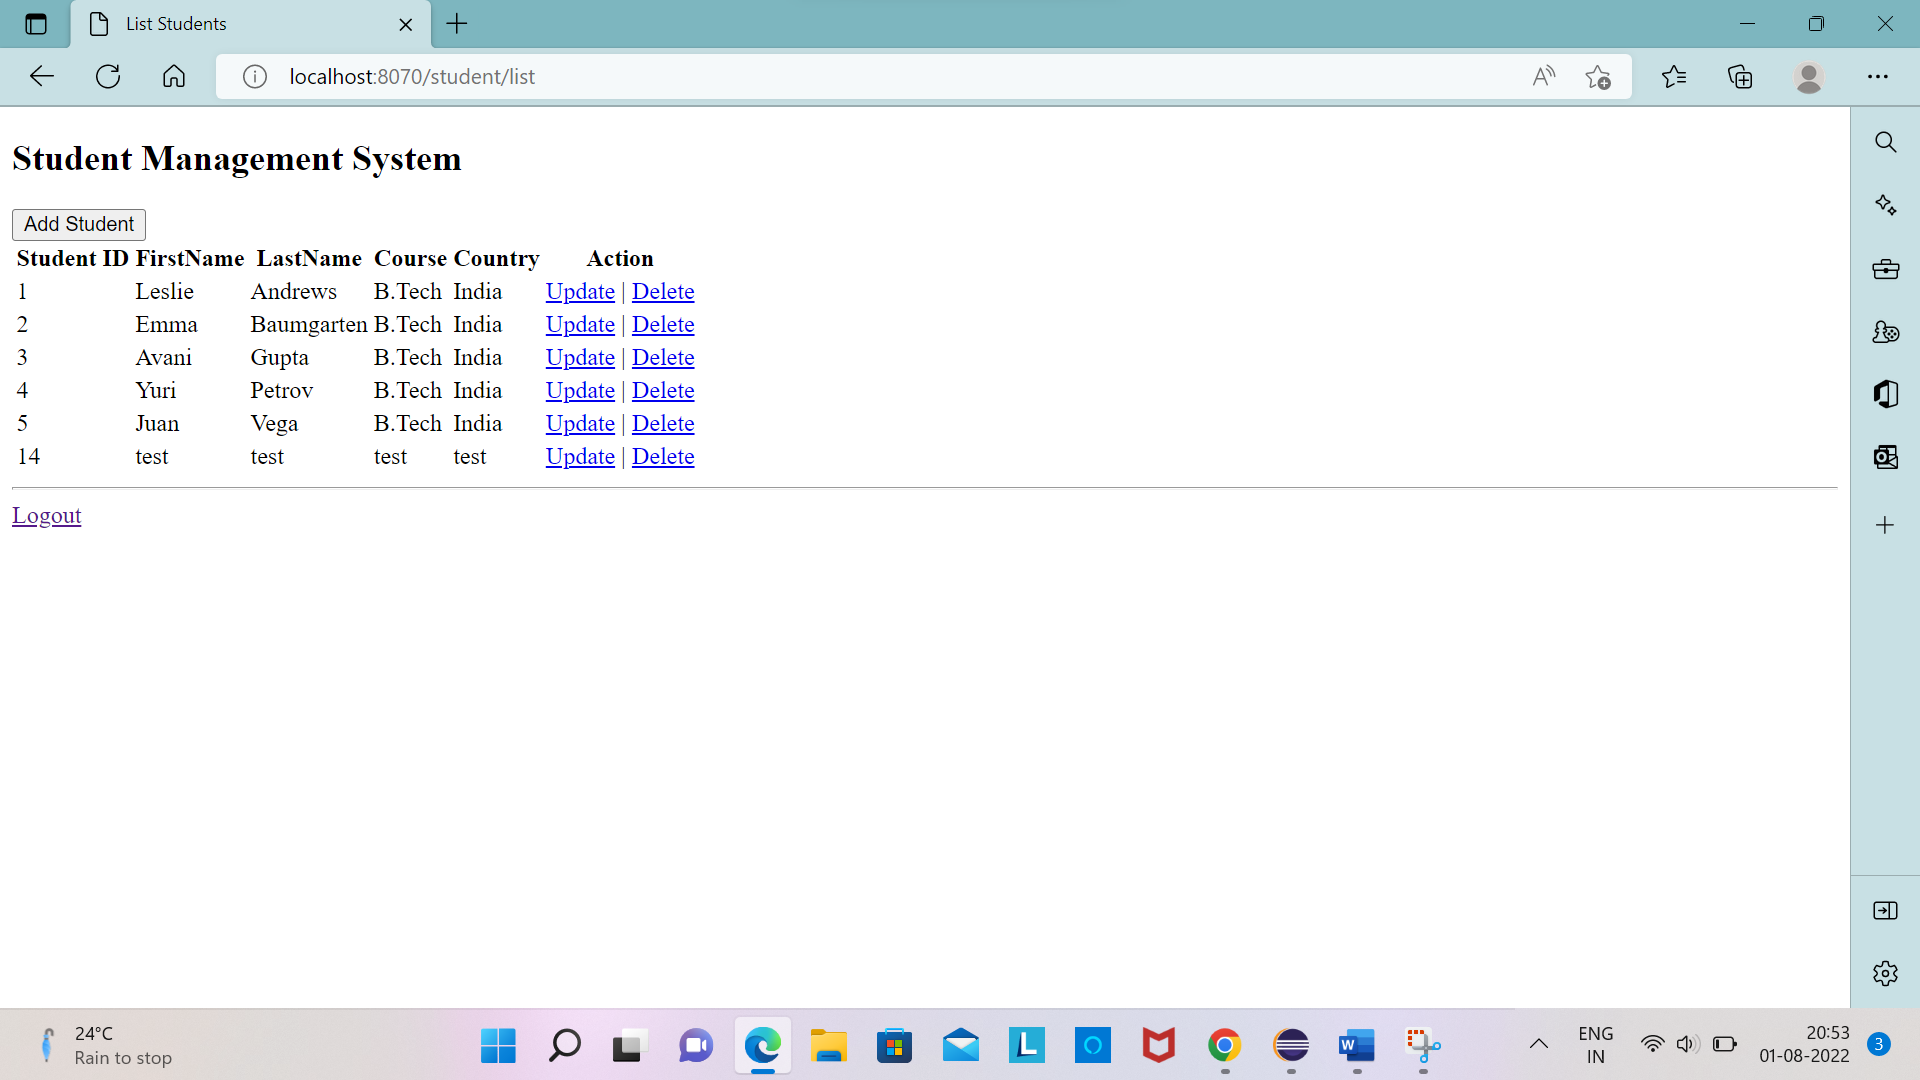 List Students
localhost:8070/student/list
Student Management System
Add Student
Student ID FirstName LastName Course Country Action
1 Leslie Andrews B.Tech India Update | Delete
2 Emma Baumgarten B.Tech India Update | Delete
3 Avani Gupta B.Tech India Update | Delete
4 Yuri Petrov B.Tech India Update | Delete
5 Juan Vega B.Tech India Update | Delete
14 test test test test Update | Delete
Logout
24°C
Rain to stop
ENG
IN
20:53
01-08-2022
3